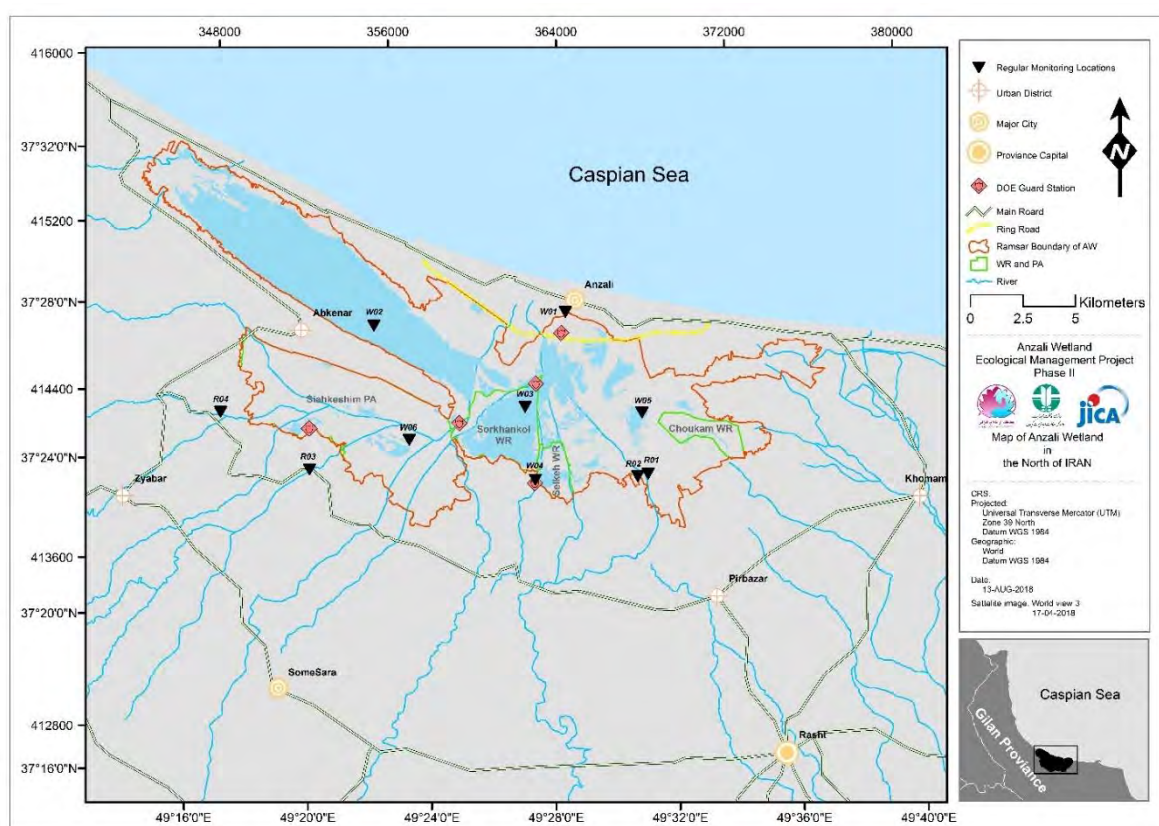 348000 356000 364000 372000 380000
416000
37°32'0"N
415200
37°28'0"N
414400
37°24'0"N
413600
37°20'0"N
412800
37°16'0"N
49°16'0"E 49°20'0"E 49°24'0"E 49°28'0"E 49°32'0"E 49°36'0"E 49°40'0"E
Caspian Sea
Anzali
W01
W02
Abkenar
R04
Siahkeshim PA
W03
W05
Sorkhankol
WR
Choukam WR
W06
R03
W04
Selkeh WR
R02
R01
Zyabar
Khomam
Pirbazar
SomeSara
Rasht
Regular Monitoring Locations
Urban District
Major City
Proviance Capital
N
DOE Guard Station
Main Roard
Ring Road
Ramsar Boundary of AW
WR and PA
River
Kilometers
0 2.5 5
Anzali Wetland
Ecological Management Project
Phase II
jICA
Map of Anzali Wetland
in
the North of IRAN
CRS:
Projected:
Universal Transverse Mercator (UTM)
Zone 39 North
Datum WGS 1984
Geographic:
World
Datum WGS 1984
Date:
13-AUG-2018
Satlalite image. World view 3
17-04-2018
Caspian Sea
Gilan Proviance